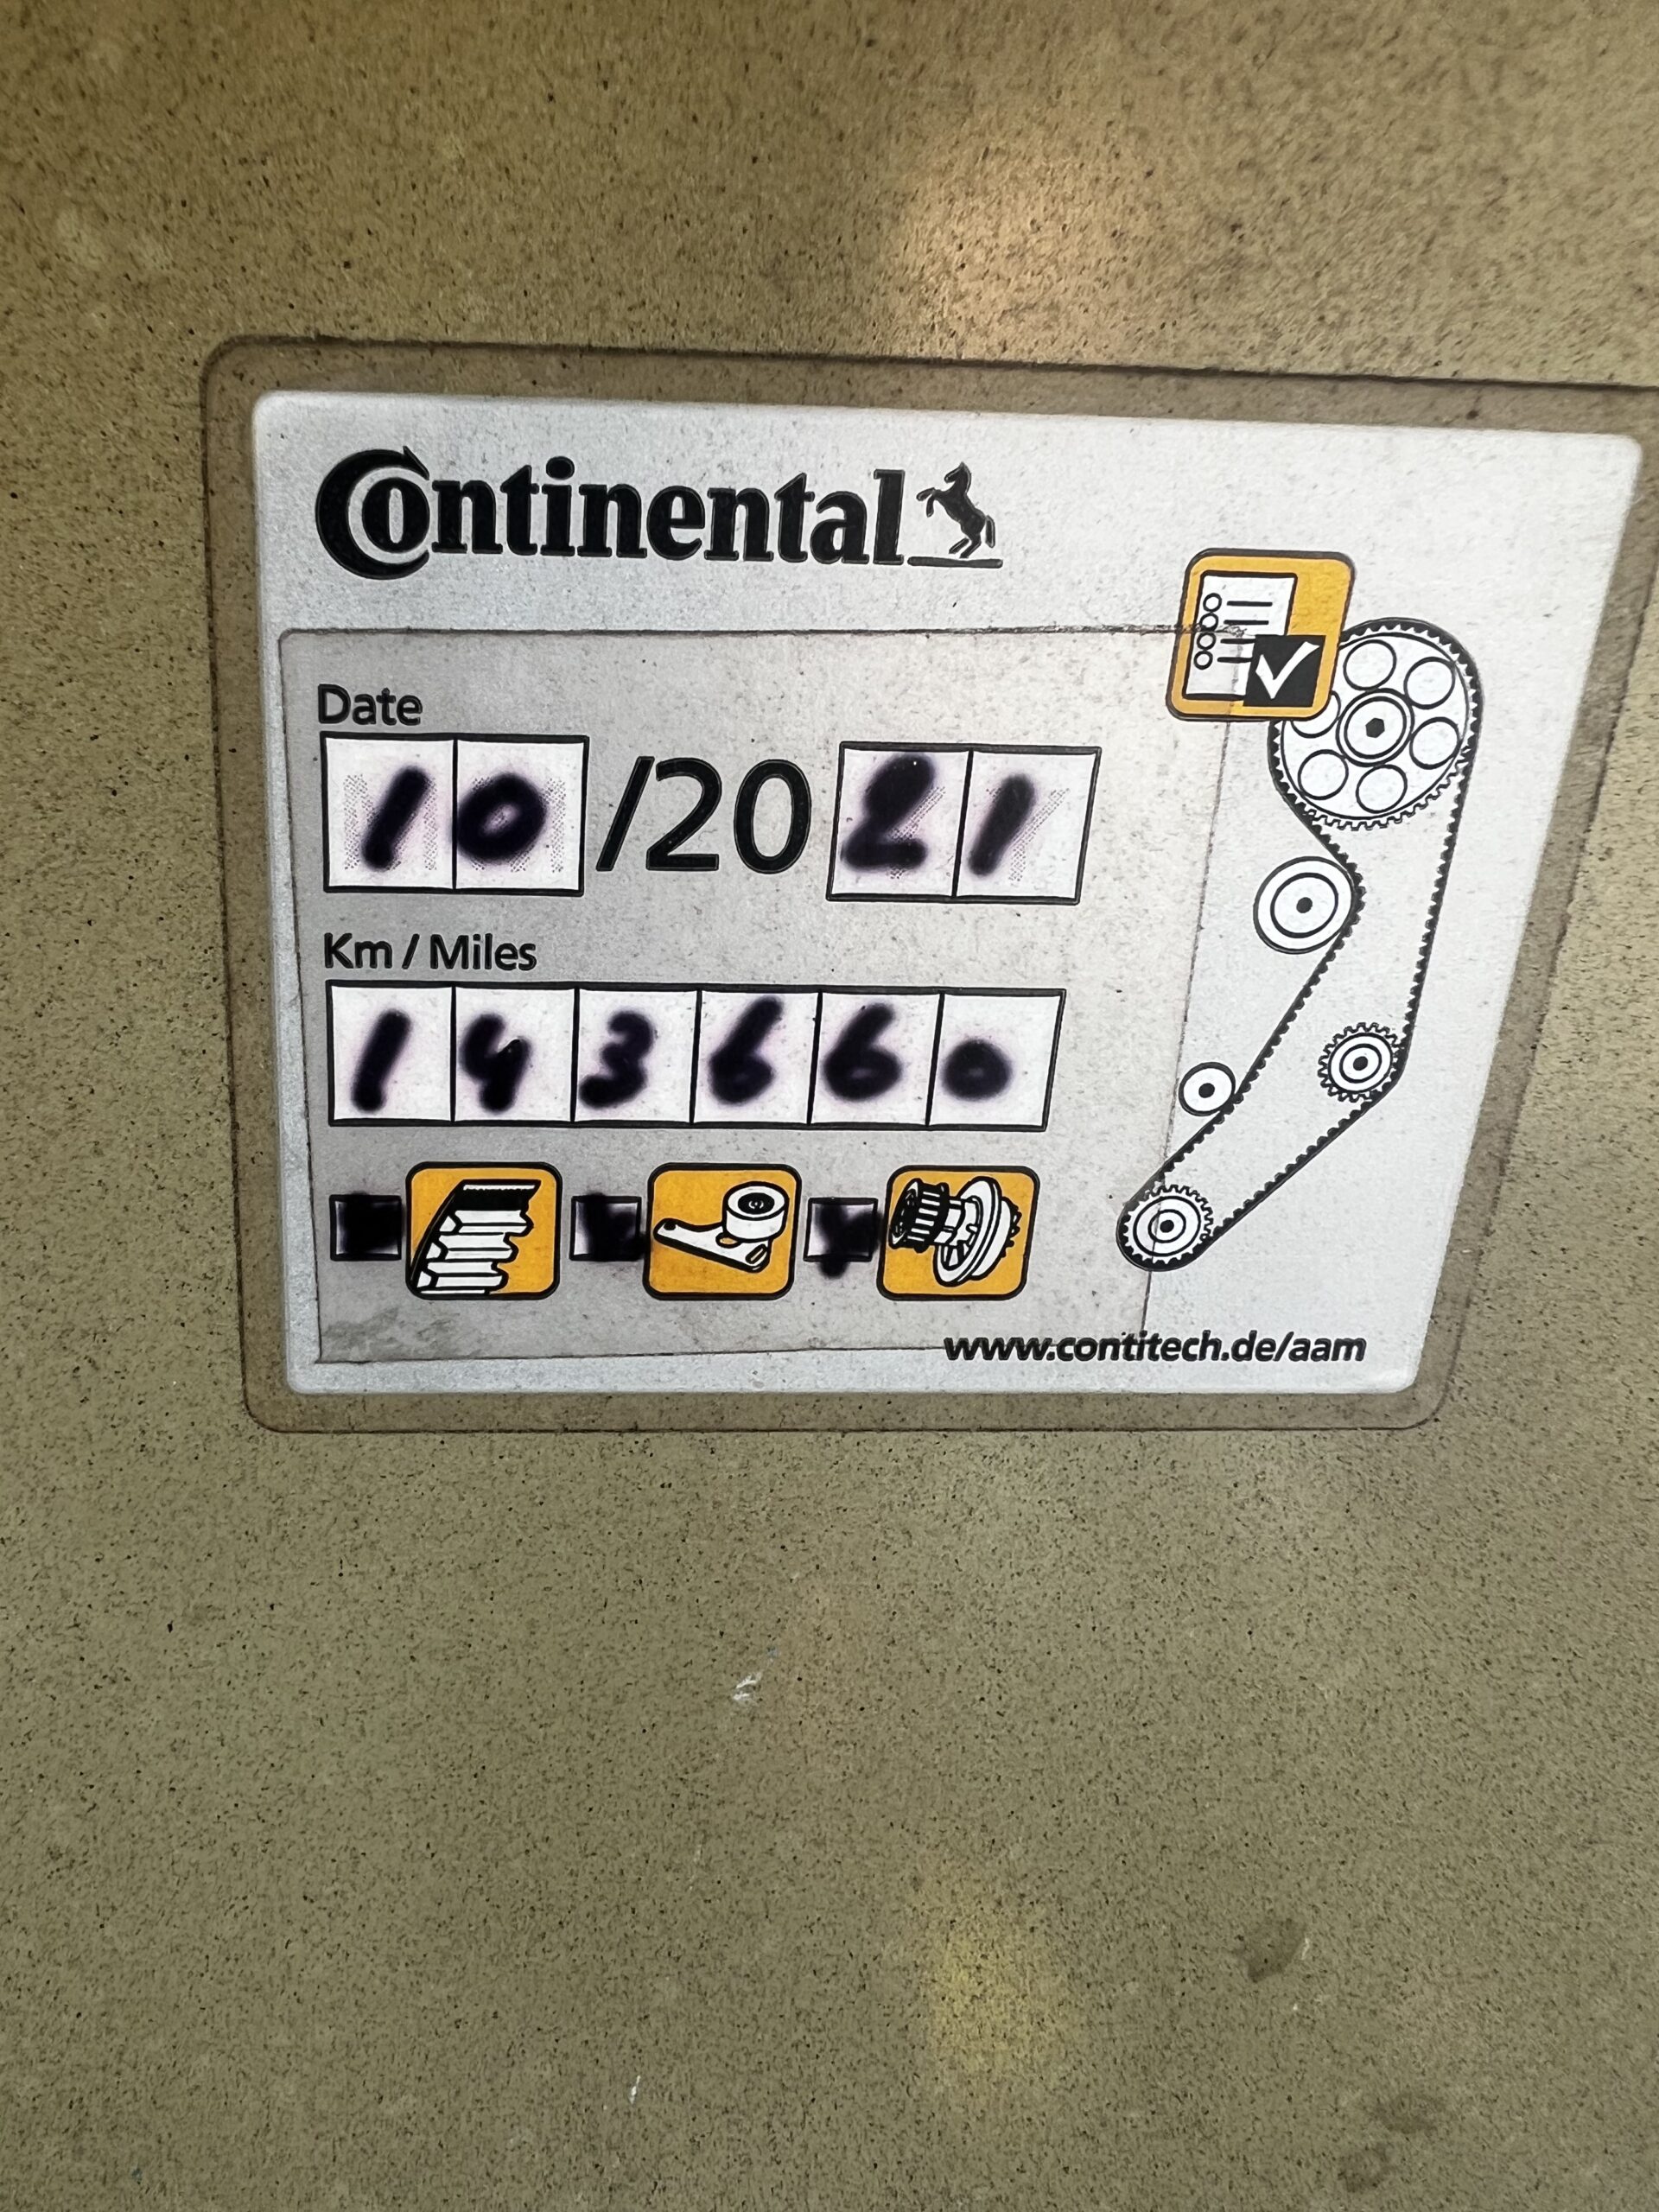 Continental
Date
10/2021
Km / Miles
143660
www.contitech.de/aam